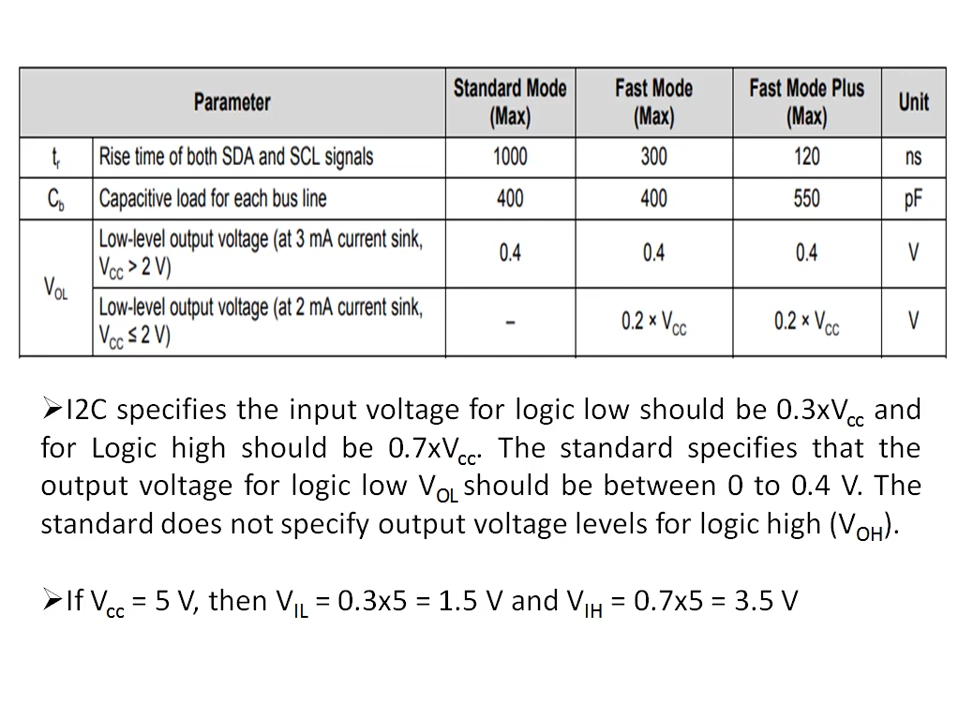 Parameter Standard Mode (Max) Fast Mode (Max) Fast Mode Plus (Max) Unit
tr Rise time of both SDA and SCL signals 1000 300 120 ns
Cb Capacitive load for each bus line 400 400 550 pF
VOL Low-level output voltage (at 3 mA current sink, VCC > 2 V) 0.4 0.4 0.4 V
Low-level output voltage (at 2 mA current sink, VCC ≤ 2 V) – 0.2 × VCC 0.2 × VCC V
➢I2C specifies the input voltage for logic low should be 0.3xVcc and
for Logic high should be 0.7xVcc. The standard specifies that the
output voltage for logic low VOL should be between 0 to 0.4 V. The
standard does not specify output voltage levels for logic high (VOH).
➢If Vcc = 5 V, then VIL = 0.3x5 = 1.5 V and VIH = 0.7x5 = 3.5 V